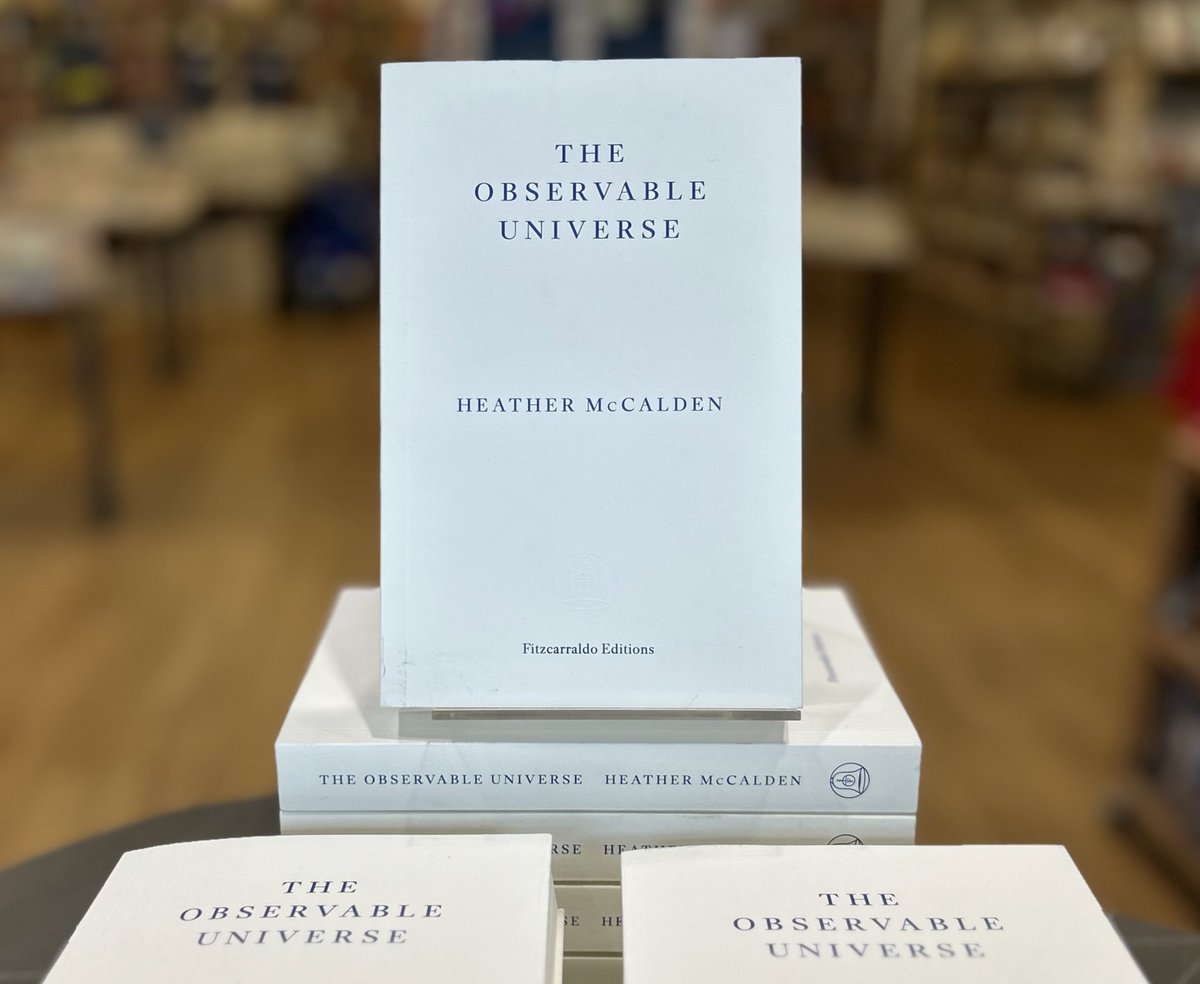 THE
OBSERVABLE
UNIVERSE
HEATHER McCALDEN
Fitzcarraldo Editions
THE OBSERVABLE UNIVERSE HEATHER McCALDEN
THE
OBSERVABLE
UNIVERSE
THE
OBSERVABLE
UNIVERSE